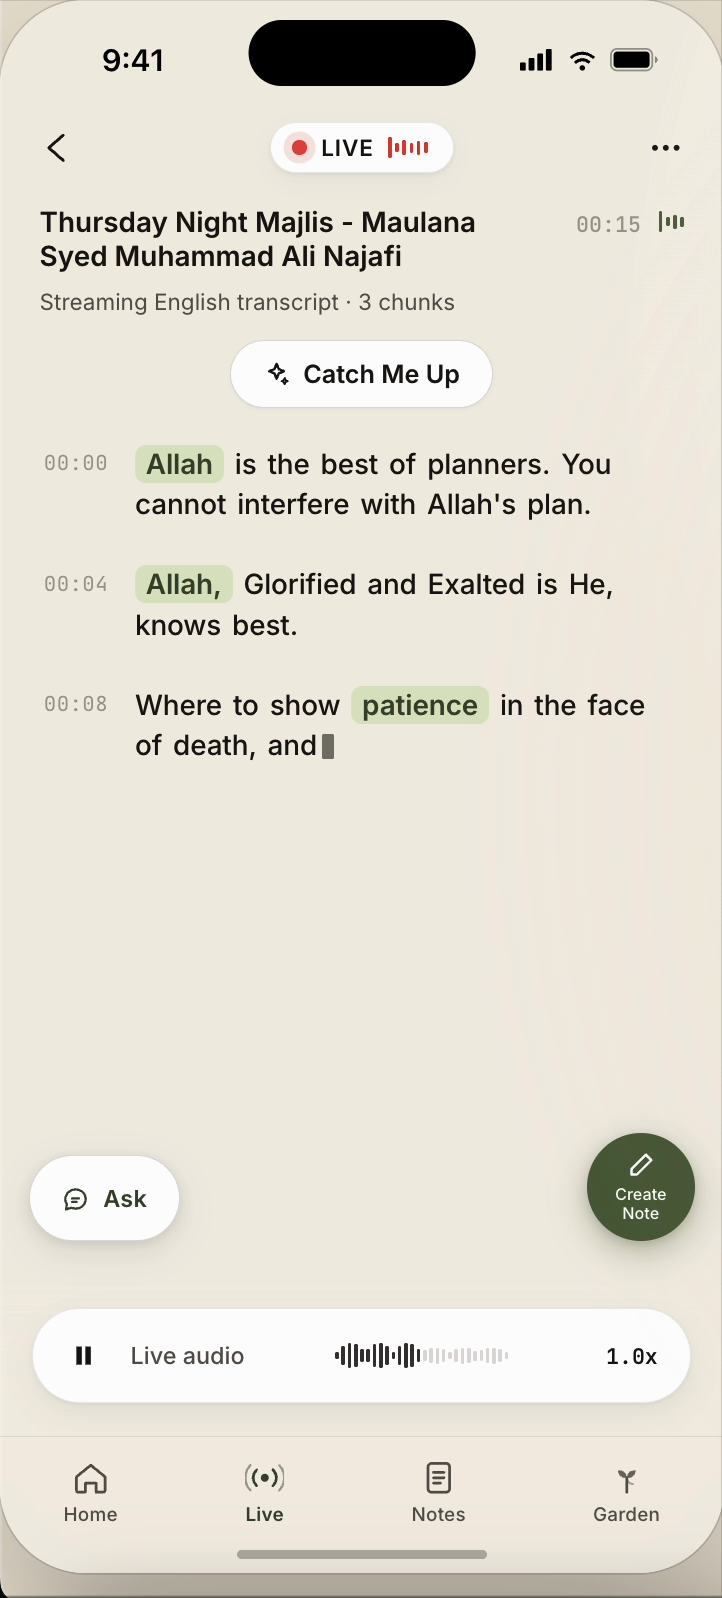 9:41
LIVE
Thursday Night Majlis - Maulana
Syed Muhammad Ali Najafi
00:15
Streaming English transcript · 3 chunks
Catch Me Up
00:00
Allah is the best of planners. You
cannot interfere with Allah's plan.
00:04
Allah, Glorified and Exalted is He,
knows best.
00:08
Where to show patience in the face
of death, and
Ask
Create
Note
Live audio
1.0x
Home
Live
Notes
Garden